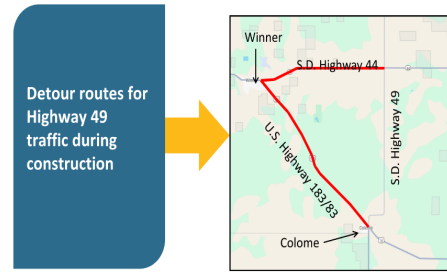 Detour routes for
Highway 49
traffic during
construction
Winner
S.D. Highway 44
S.D. Highway 49
U.S. Highway 183/83
Colome